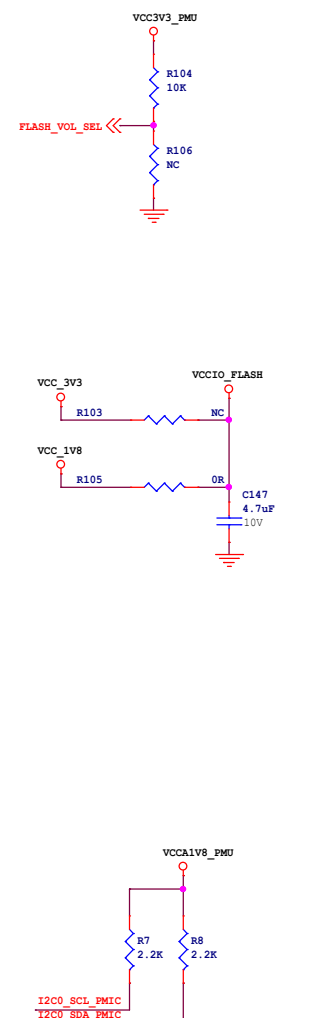 VCC3V3_PMU
R104
10K
FLASH_VOL_SEL
R106
NC
VCCIO_FLASH
VCC_3V3
R103
NC
VCC_1V8
R105
0R
C147
4.7uF
10V
VCCA1V8_PMU
R7
2.2K
R8
2.2K
I2C0_SCL_PMIC
I2C0_SDA_PMIC